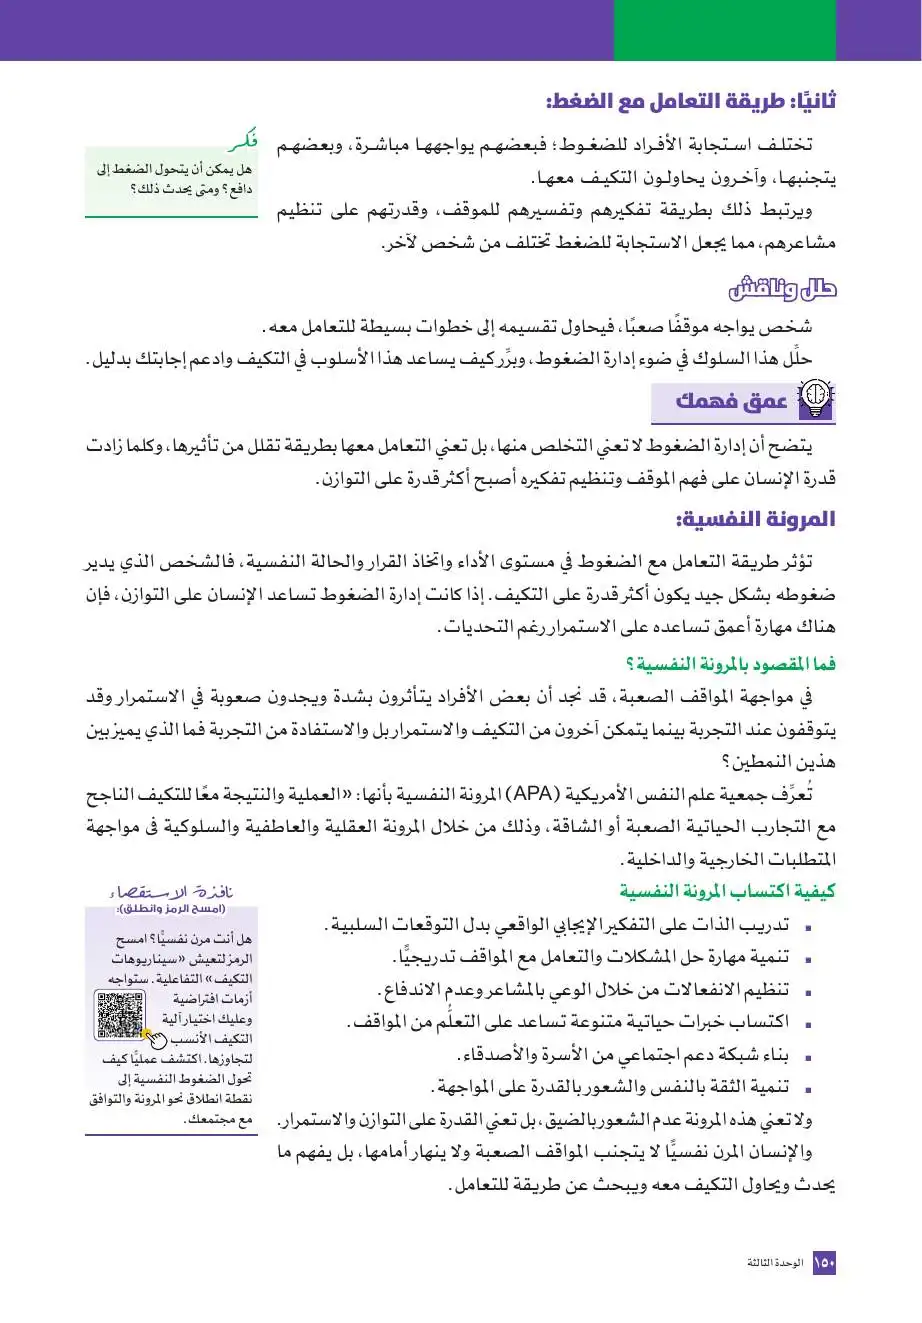 ثانيًا: طريقة التعامل مع الضغط:
تختلف استجابة الأفراد للضغوط؛ فبعضهم يواجهها مباشرة، وبعضهم
يتجنبها، وآخرون يحاولون التكيف معها.
ويرتبط ذلك بطريقة تفكيرهم وتفسيرهم للموقف، وقدرتهم على تنظيم
مشاعرهم، مما يجعل الاستجابة للضغط تختلف من شخص لآخر.
فكر
هل يمكن أن يتحول الضغط إلى
دافع؟ ومتى يحدث ذلك؟
حلل وناقش
شخص يواجه موقفًا صعبًا، فيحاول تقسيمه إلى خطوات بسيطة للتعامل معه.
حلِّل هذا السلوك في ضوء إدارة الضغوط، وبرِّر كيف يساعد هذا الأسلوب في التكيف وادعم إجابتك بدليل.
عمق فهمك
يتضح أن إدارة الضغوط لا تعني التخلص منها، بل تعني التعامل معها بطريقة تقلل من تأثيرها، وكلما زادت
قدرة الإنسان على فهم الموقف وتنظيم تفكيره أصبح أكثر قدرة على التوازن.
المرونة النفسية:
تؤثر طريقة التعامل مع الضغوط في مستوى الأداء واتخاذ القرار والحالة النفسية، فالشخص الذي يدير
ضغوطه بشكل جيد يكون أكثر قدرة على التكيف. إذا كانت إدارة الضغوط تساعد الإنسان على التوازن، فإن
هناك مهارة أعمق تساعده على الاستمرار رغم التحديات.
فما المقصود بالمرونة النفسية؟
في مواجهة المواقف الصعبة، قد نجد أن بعض الأفراد يتأثرون بشدة ويجدون صعوبة في الاستمرار وقد
يتوقفون عند التجربة بينما يتمكن آخرون من التكيف والاستمرار بل والاستفادة من التجربة فما الذي يميز بين
هذين النمطين؟
تُعرِّف جمعية علم النفس الأمريكية (APA) المرونة النفسية بأنها: «العملية والنتيجة معًا للتكيف الناجح
مع التجارب الحياتية الصعبة أو الشاقة، وذلك من خلال المرونة العقلية والعاطفية والسلوكية فى مواجهة
المتطلبات الخارجية والداخلية.
كيفية اكتساب المرونة النفسية
▪ تدريب الذات على التفكير الإيجابي الواقعي بدل التوقعات السلبية.
▪ تنمية مهارة حل المشكلات والتعامل مع المواقف تدريجيًّا.
▪ تنظيم الانفعالات من خلال الوعي بالمشاعر وعدم الاندفاع.
▪ اكتساب خبرات حياتية متنوعة تساعد على التعلُّم من المواقف.
▪ بناء شبكة دعم اجتماعي من الأسرة والأصدقاء.
▪ تنمية الثقة بالنفس والشعور بالقدرة على المواجهة.
ولا تعني هذه المرونة عدم الشعور بالضيق، بل تعني القدرة على التوازن والاستمرار.
والإنسان المرن نفسيًّا لا يتجنب المواقف الصعبة ولا ينهار أمامها، بل يفهم ما
يحدث ويحاول التكيف معه ويبحث عن طريقة للتعامل.
نافذة الاستقصاء
(امسح الرمز وانطلق):
هل أنت مرن نفسيًّا؟ امسح
الرمز لتعيش «سيناريوهات
التكيف» التفاعلية. ستواجه
أزمات افتراضية
وعليك اختيار آلية
التكيف الأنسب
لتجاوزها. اكتشف عمليًّا كيف
تحول الضغوط النفسية إلى
نقطة انطلاق نحو المرونة والتوافق
مع مجتمعك.
١٥٠ الوحدة الثالثة